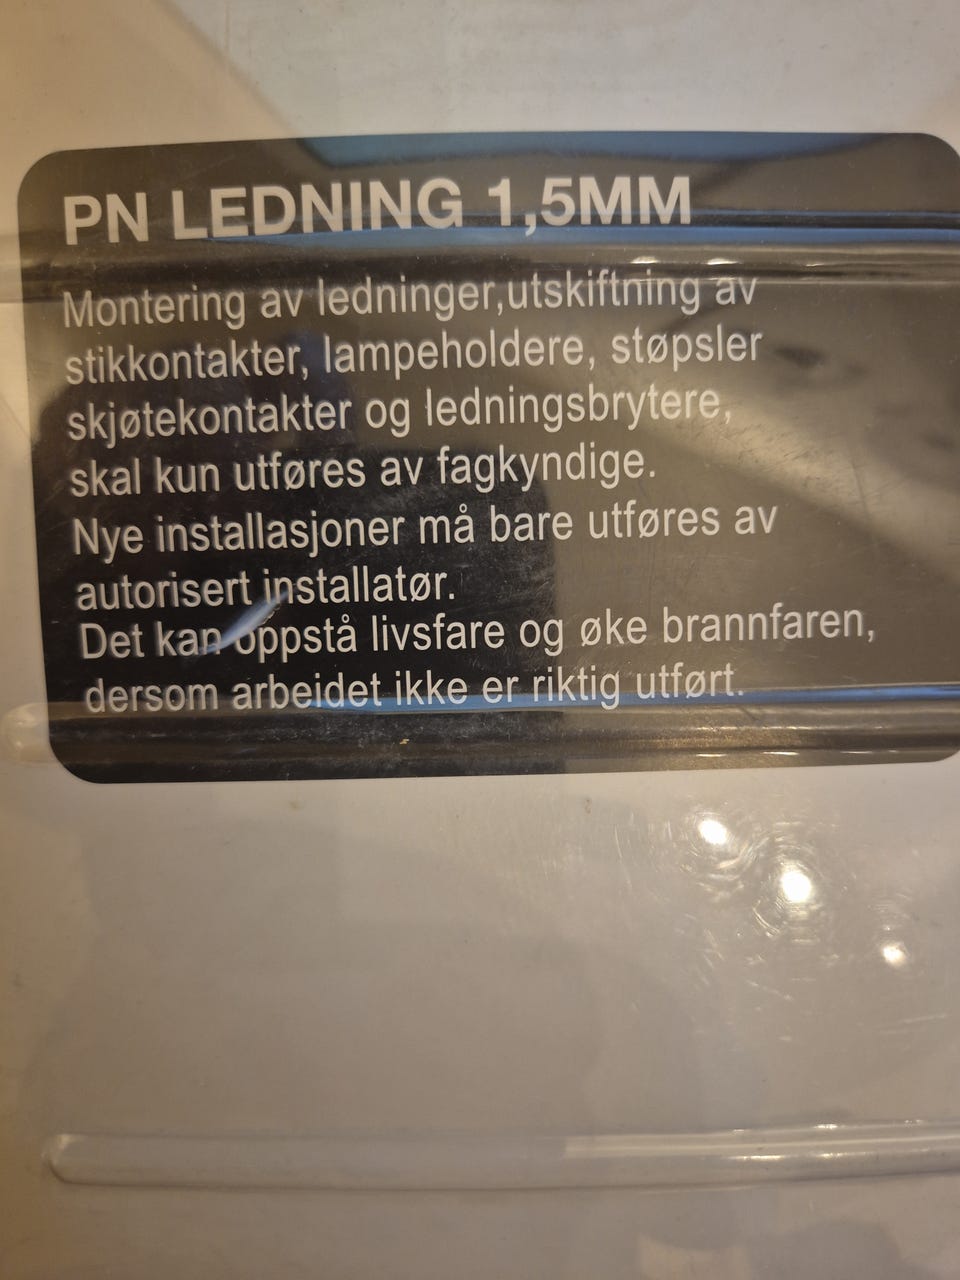 PN LEDNING 1,5MM
Montering av ledninger,utskiftning av
stikkontakter, lampeholdere, støpsler
skjøtekontakter og ledningsbrytere,
skal kun utføres av fagkyndige.
Nye installasjoner må bare utføres av
autorisert installatør.
Det kan oppstå livsfare og øke brannfaren,
dersom arbeidet ikke er riktig utført.